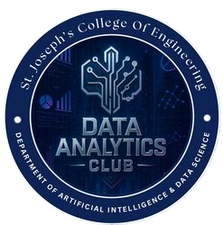 St. Joseph's College Of Engineering
DATA
ANALYTICS
CLUB
DEPARTMENT OF ARTIFICIAL INTELLIGENCE & DATA SCIENCE